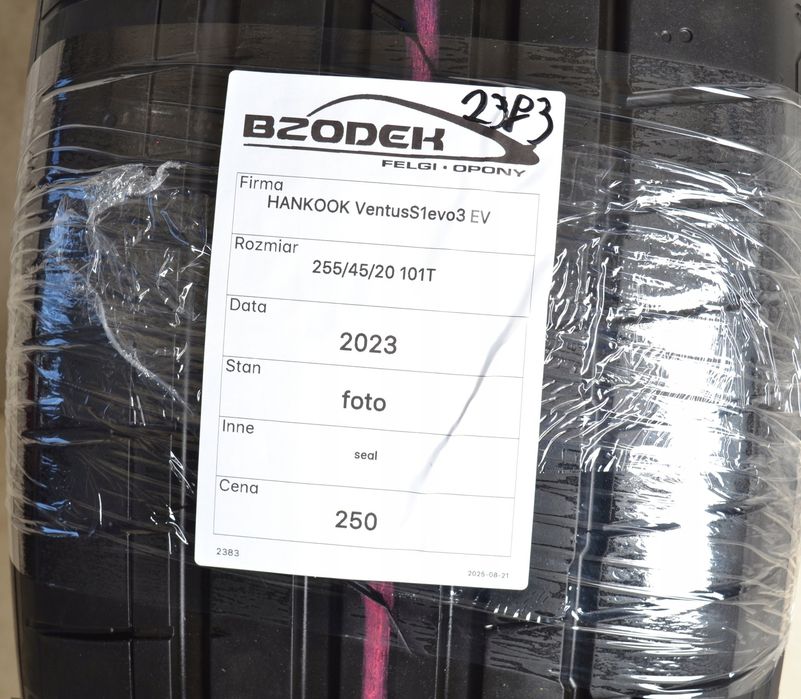 2383
BZODEK
FELGI • OPONY
Firma
HANKOOK VentusS1evo3 EV
Rozmiar
255/45/20 101T
Data
2023
Stan
foto
Inne
seal
Cena
250
2383
2025-08-21